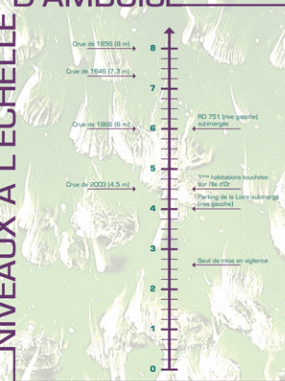 NIVEAUX A L'ECHELLE
D'AMBOISE
Crue de 1856 (8 m)
8
Crue de 1646 (7,3 m)
7
Crue de 1866 (6 m)
6
RD 751 (rive gauche)
submergée
5
Crue de 2003 (4,5 m)
1ères habitations touchées
sur l'Ile d'Or
4
Parking de la Loire submergé
(rive gauche)
3
Seuil de mise en vigilance
2
1
0